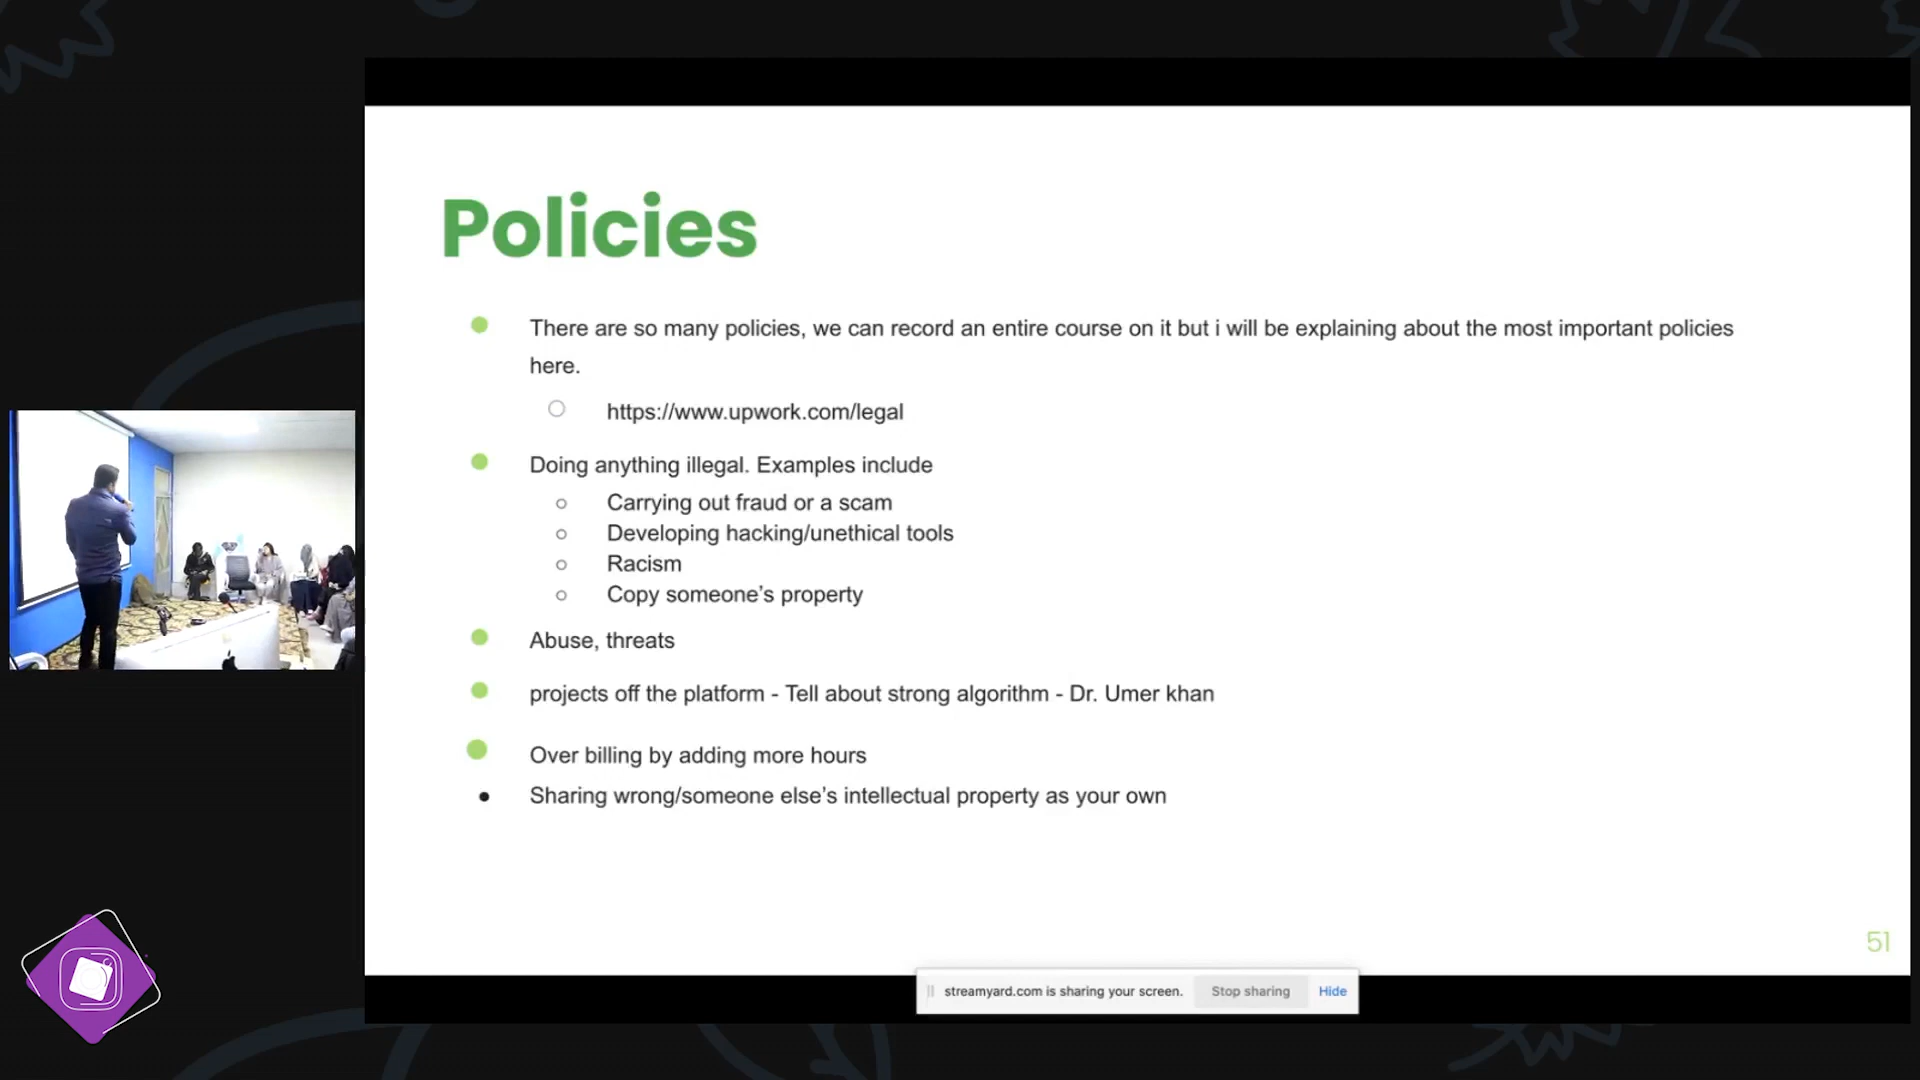 Policies
There are so many policies, we can record an entire course on it but i will be explaining about the most important policies
here.
https://www.upwork.com/legal
Doing anything illegal. Examples include
Carrying out fraud or a scam
Developing hacking/unethical tools
Racism
Copy someone's property
Abuse, threats
projects off the platform - Tell about strong algorithm - Dr. Umer khan
Over billing by adding more hours
Sharing wrong/someone else's intellectual property as your own
51
streamyard.com is sharing your screen. Stop sharing Hide